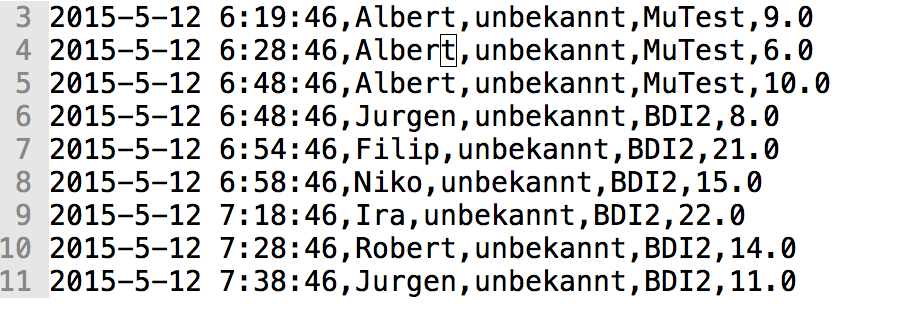 3 2015-5-12 6:19:46,Albert,unbekannt,MuTest,9.0
4 2015-5-12 6:28:46,Albert,unbekannt,MuTest,6.0
5 2015-5-12 6:48:46,Albert,unbekannt,MuTest,10.0
6 2015-5-12 6:48:46,Jurgen,unbekannt,BDI2,8.0
7 2015-5-12 6:54:46,Filip,unbekannt,BDI2,21.0
8 2015-5-12 6:58:46,Niko,unbekannt,BDI2,15.0
9 2015-5-12 7:18:46,Ira,unbekannt,BDI2,22.0
10 2015-5-12 7:28:46,Robert,unbekannt,BDI2,14.0
11 2015-5-12 7:38:46,Jurgen,unbekannt,BDI2,11.0